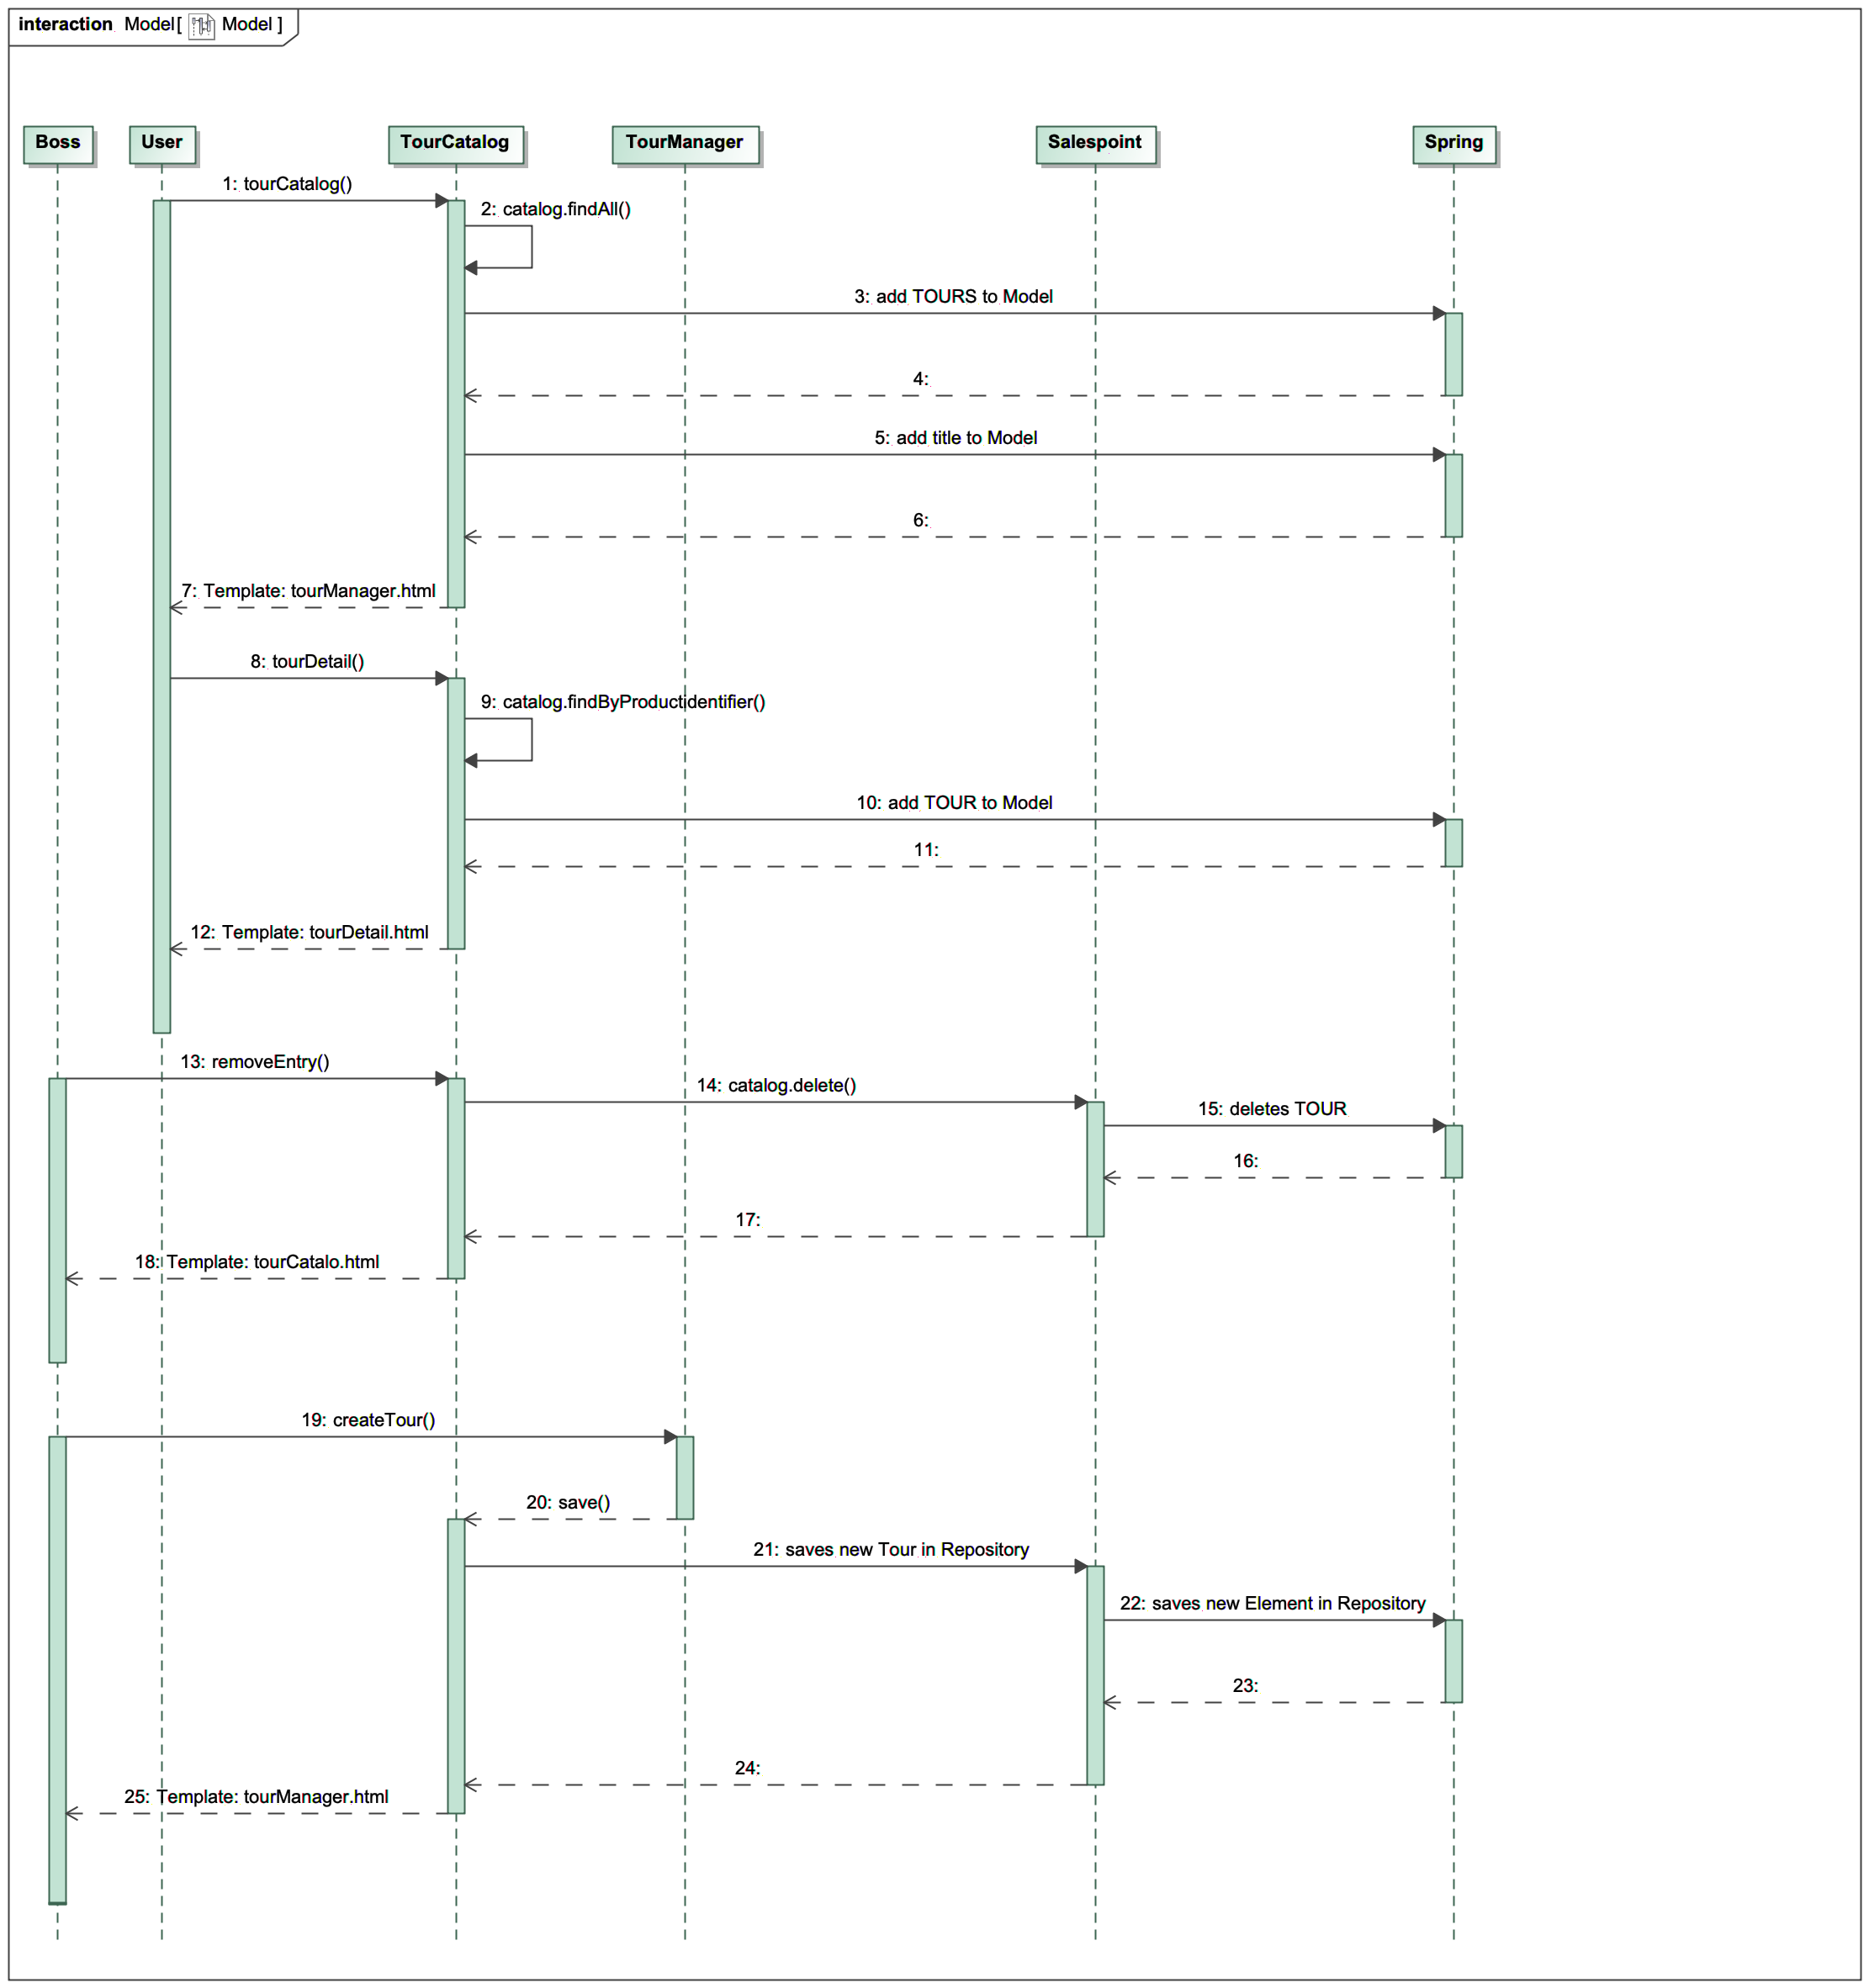 interaction Model[ Model ]
Boss
User
TourCatalog
TourManager
Salespoint
Spring
1: tourCatalog()
2: catalog.findAll()
3: add TOURS to Model
4:
5: add title to Model
6:
7: Template: tourManager.html
8: tourDetail()
9: catalog.findByProductidentifier()
10: add TOUR to Model
11:
12: Template: tourDetail.html
13: removeEntry()
14: catalog.delete()
15: deletes TOUR
16:
17:
18: Template: tourCatalo.html
19: createTour()
20: save()
21: saves new Tour in Repository
22: saves new Element in Repository
23:
24:
25: Template: tourManager.html